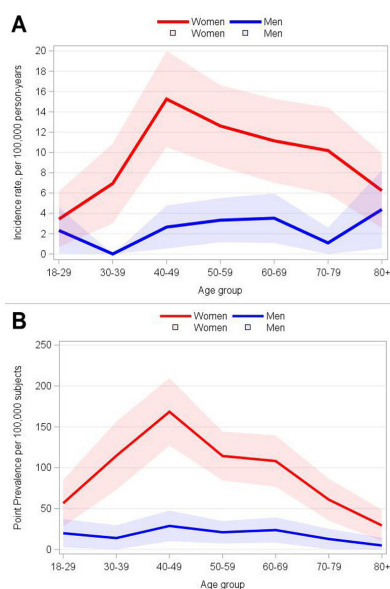 A
Women Men
Women Men
Incidence rate, per 100,000 person-years
20
18
16
14
12
10
8
6
4
2
0
18-29 30-39 40-49 50-59 60-69 70-79 80+
Age group
B
Women Men
Women Men
Point Prevalence per 100,000 subjects
250
200
150
100
50
0
18-29 30-39 40-49 50-59 60-69 70-79 80+
Age group